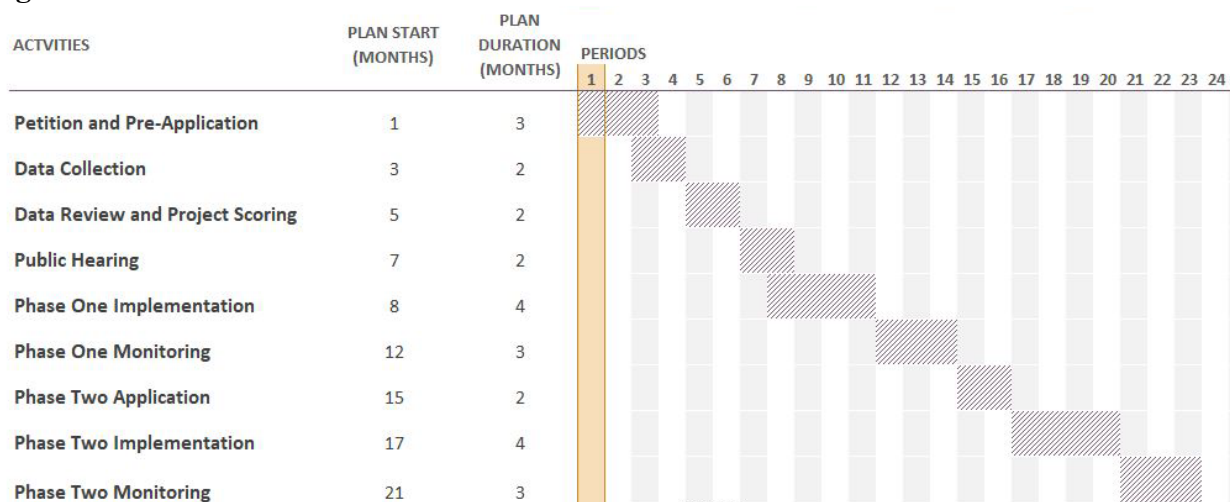 ACTVITIES
PLAN START
(MONTHS)
PLAN
DURATION
(MONTHS)
PERIODS
1 2 3 4 5 6 7 8 9 10 11 12 13 14 15 16 17 18 19 20 21 22 23 24
Petition and Pre-Application 1 3
Data Collection 3 2
Data Review and Project Scoring 5 2
Public Hearing 7 2
Phase One Implementation 8 4
Phase One Monitoring 12 3
Phase Two Application 15 2
Phase Two Implementation 17 4
Phase Two Monitoring 21 3